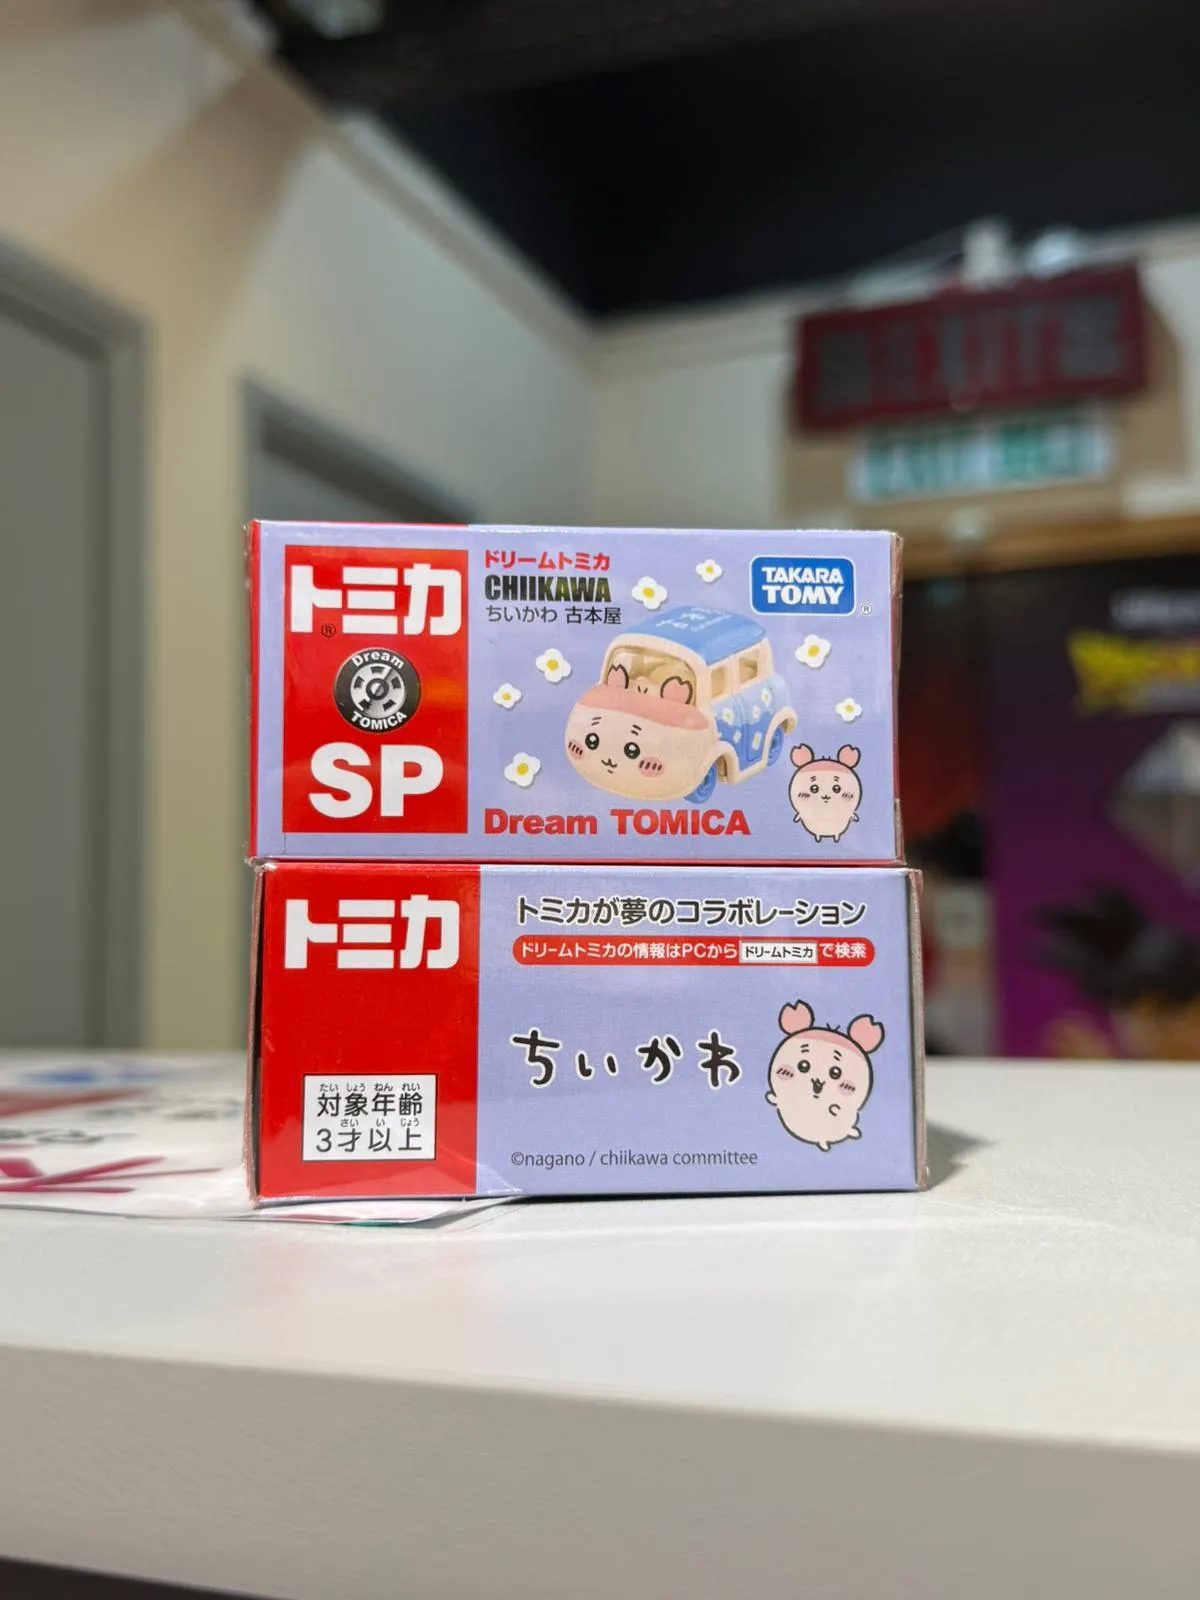 トミカ
®
Dream
TOMICA
SP
ドリームトミカ
CHIIKAWA
ちいかわ 古本屋
TAKARA
TOMY
®
Dream TOMICA
トミカ
たいしょうねんれい
対象年齢
さいいじょう
3才以上
トミカが夢のコラボレーション
ドリームトミカの情報はPCから ドリームトミカ で検索
ちいかわ
©nagano / chiikawa committee
EXIT